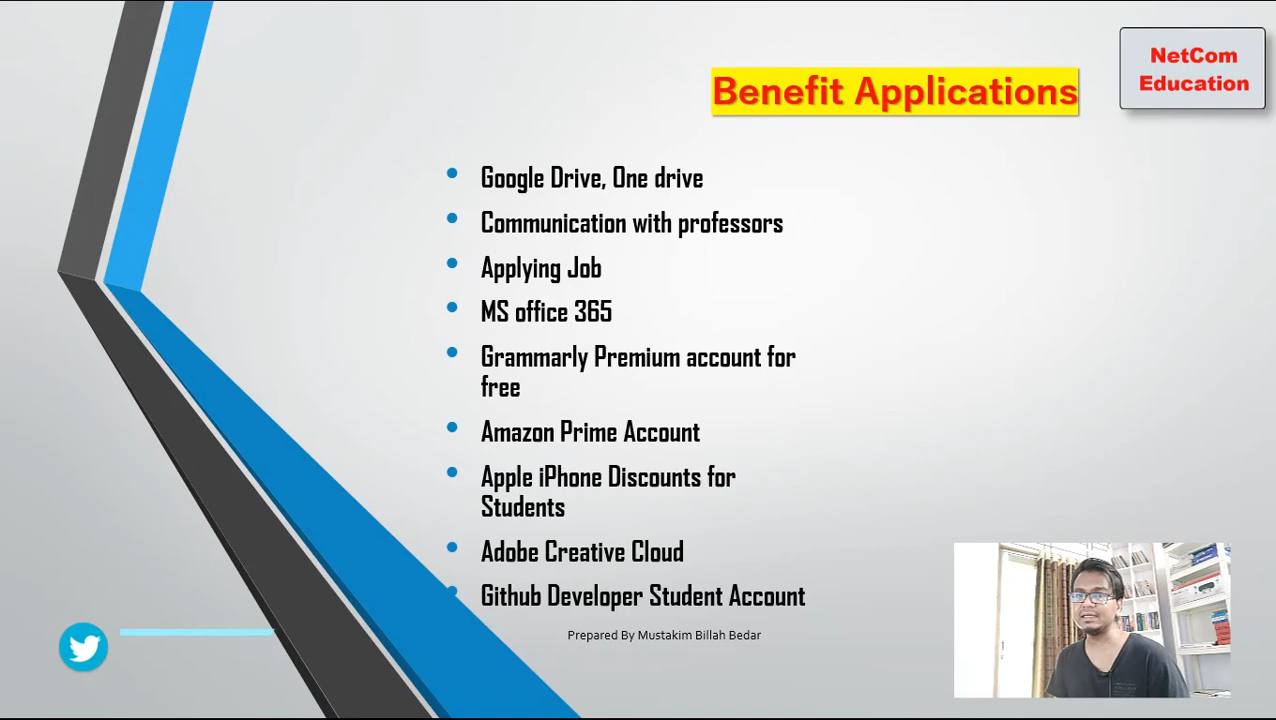 NetCom
Education
Benefit Applications
Google Drive, One drive
Communication with professors
Applying Job
MS office 365
Grammarly Premium account for
free
Amazon Prime Account
Apple iPhone Discounts for
Students
Adobe Creative Cloud
Github Developer Student Account
Prepared By Mustakim Billah Bedar